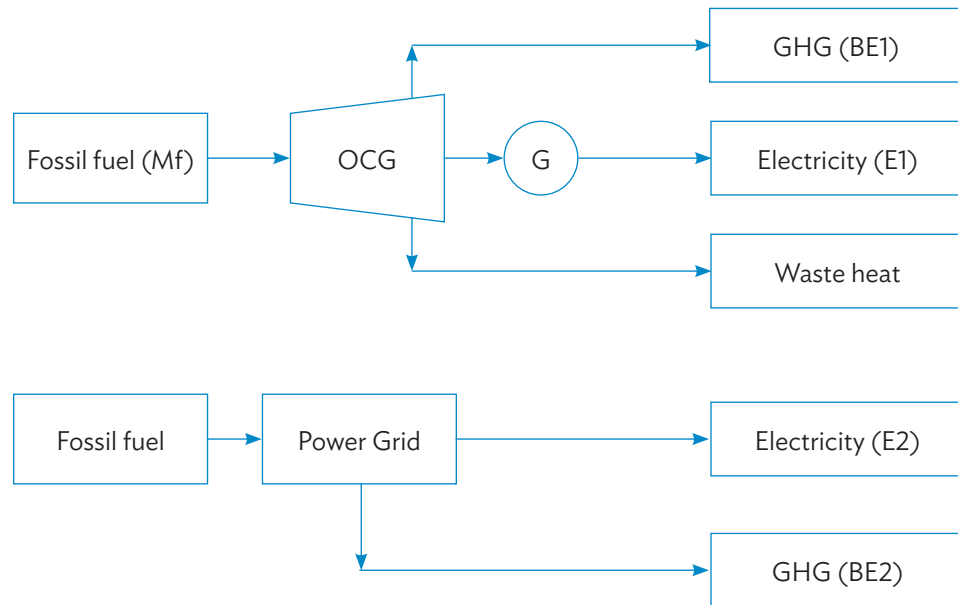 GHG (BE1)
Fossil fuel (Mf)
OCG
G
Electricity (E1)
Waste heat
Fossil fuel
Power Grid
Electricity (E2)
GHG (BE2)